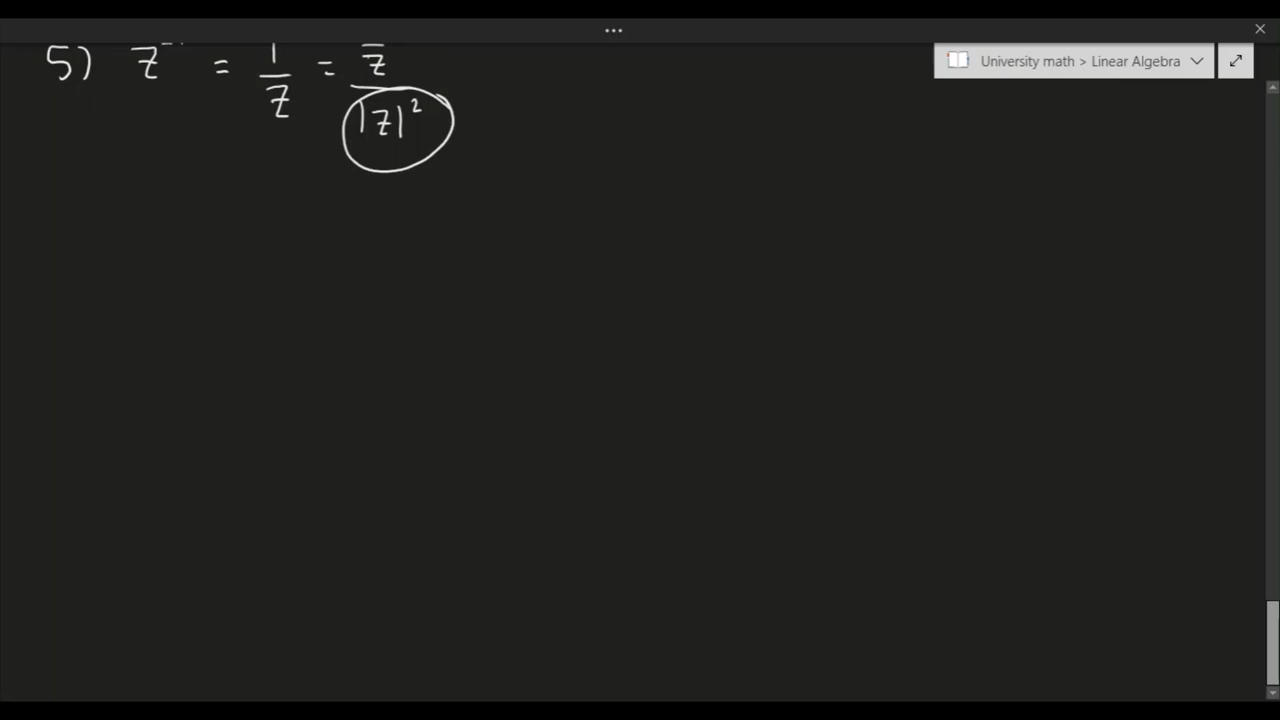 5) z⁻¹ = 1/z = z̄/|z|²
University math > Linear Algebra